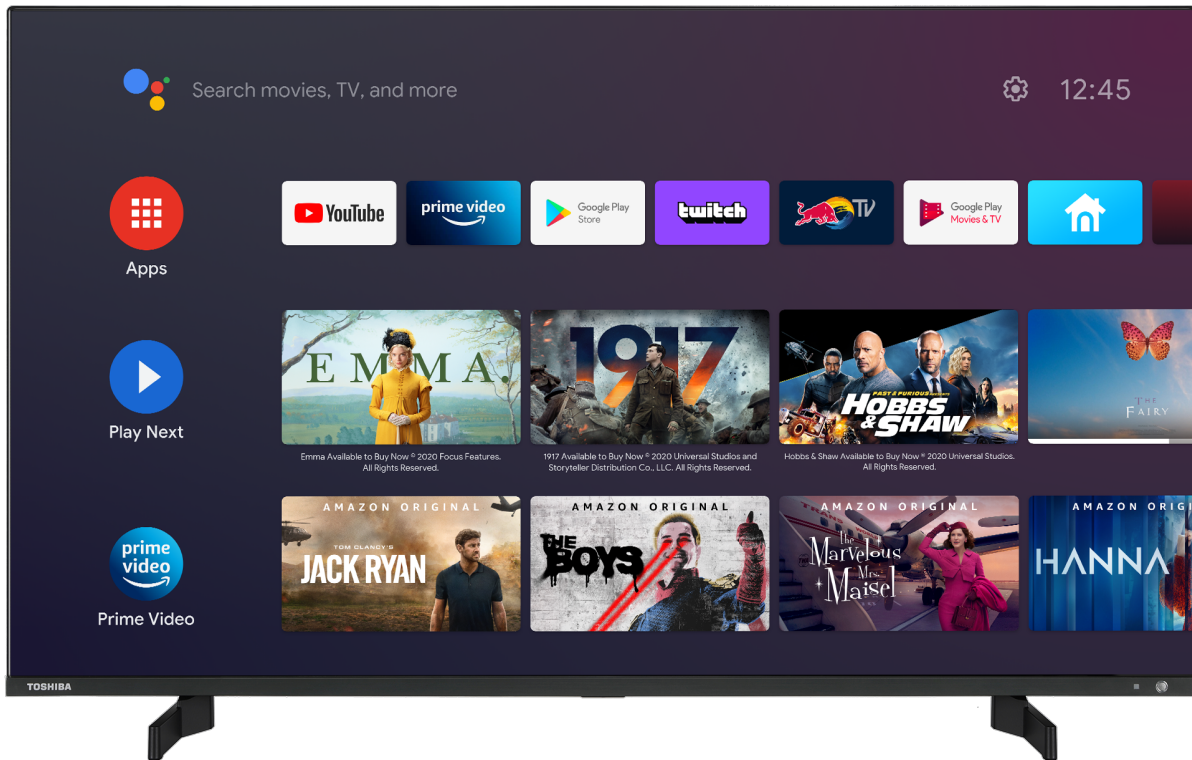 Search movies, TV, and more
12:45
Apps
YouTube
prime video
Google Play
Store
twitch
TV
Google Play
Movies & TV
Play Next
EMMA.
1917
FAST & FURIOUS PRESENTS
HOBBS
& SHAW
THE
FAIRY
Emma Available to Buy Now © 2020 Focus Features.
All Rights Reserved.
1917 Available to Buy Now © 2020 Universal Studios and
Storyteller Distribution Co., LLC. All Rights Reserved.
Hobbs & Shaw Available to Buy Now © 2020 Universal Studios.
All Rights Reserved.
prime
video
Prime Video
AMAZON ORIGINAL
TOM CLANCY'S
JACK RYAN
AMAZON ORIGINAL
THE
BOYS
AMAZON ORIGINAL
The
Marvelous
Mrs.
Maisel
AMAZON ORIGI
HANNA
TOSHIBA